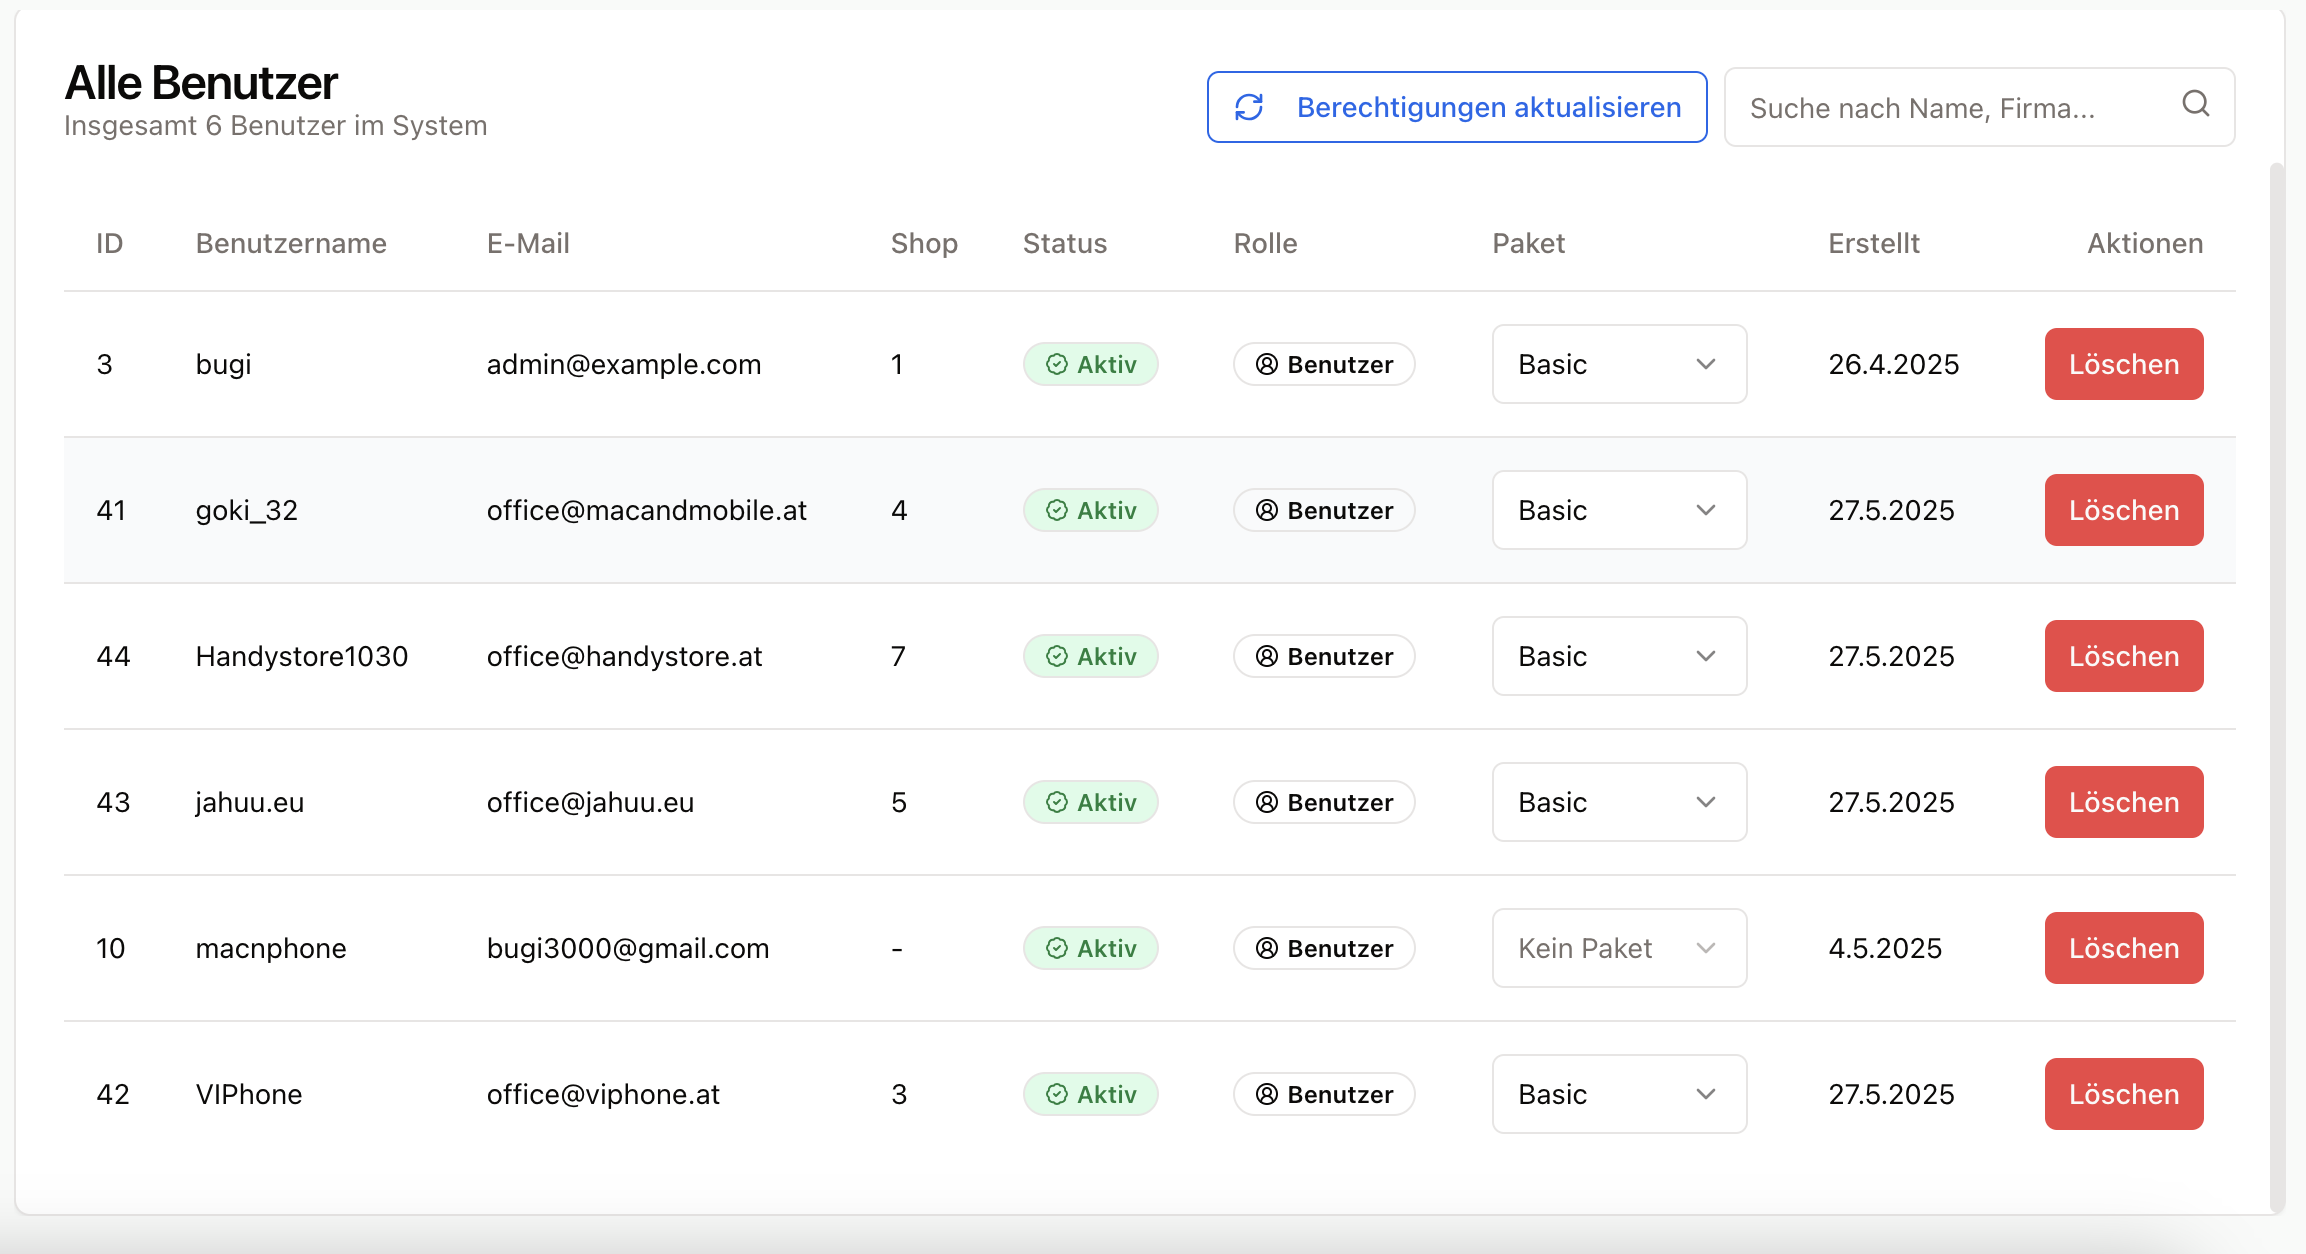 Alle Benutzer
Insgesamt 6 Benutzer im System
Berechtigungen aktualisieren
Suche nach Name, Firma...
ID Benutzername E-Mail Shop Status Rolle Paket Erstellt Aktionen
3 bugi admin@example.com 1 Aktiv Benutzer Basic 26.4.2025 Löschen
41 goki_32 office@macandmobile.at 4 Aktiv Benutzer Basic 27.5.2025 Löschen
44 Handystore1030 office@handystore.at 7 Aktiv Benutzer Basic 27.5.2025 Löschen
43 jahuu.eu office@jahuu.eu 5 Aktiv Benutzer Basic 27.5.2025 Löschen
10 macnphone bugi3000@gmail.com - Aktiv Benutzer Kein Paket 4.5.2025 Löschen
42 VIPhone office@viphone.at 3 Aktiv Benutzer Basic 27.5.2025 Löschen